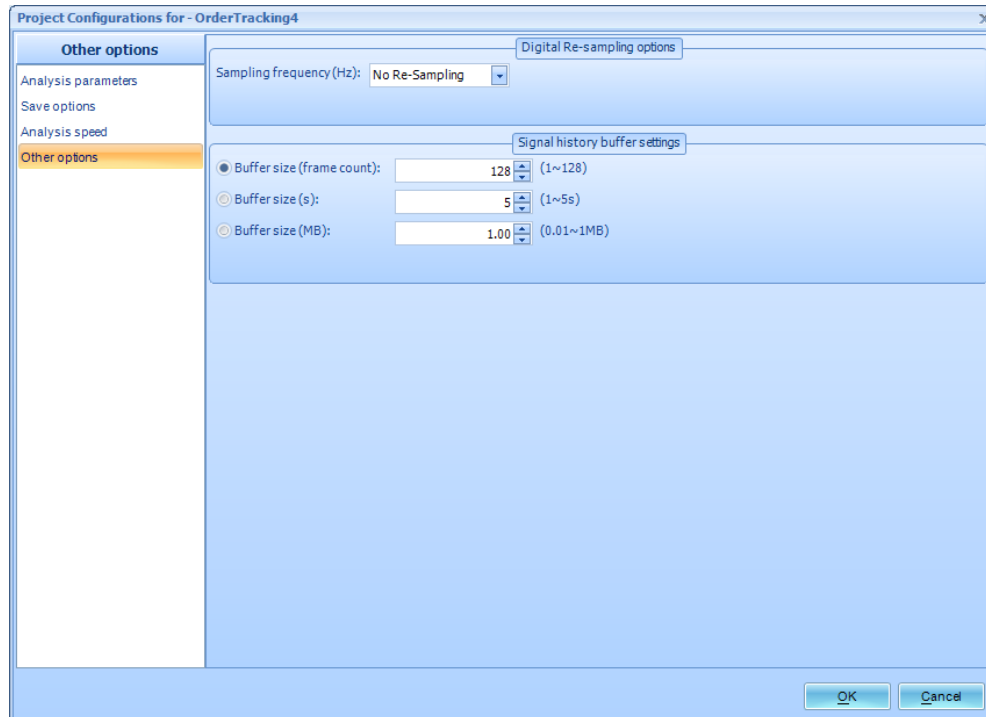 Project Configurations for - OrderTracking4
Other options
Analysis parameters
Save options
Analysis speed
Other options
Digital Re-sampling options
Sampling frequency(Hz): No Re-Sampling
Signal history buffer settings
Buffer size (frame count): 128 (1~128)
Buffer size (s): 5 (1~5s)
Buffer size (MB): 1.00 (0.01~1MB)
OK Cancel